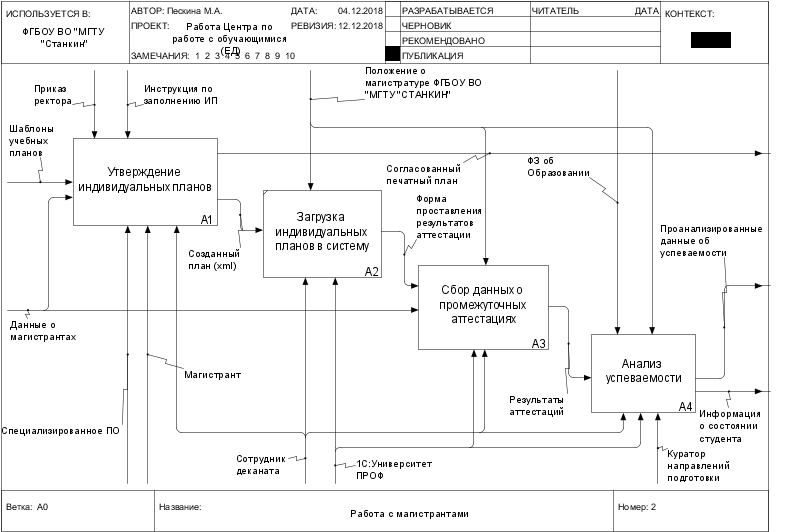 ИСПОЛЬЗУЕТСЯ В:
ФГБОУ ВО "МГТУ
"Станкин"
АВТОР: Пескина М.А.
ДАТА: 04.12.2018
ПРОЕКТ: Работа Центра по
работе с обучающимися
(ЕД)
РЕВИЗИЯ: 12.12.2018
ЗАМЕЧАНИЯ: 1 2 3 4 5 6 7 8 9 10
РАЗРАБАТЫВАЕТСЯ
ЧЕРНОВИК
РЕКОМЕНДОВАНО
ПУБЛИКАЦИЯ
ЧИТАТЕЛЬ
ДАТА
КОНТЕКСТ:
Приказ
ректора
Инструкция по
заполнению ИП
Положение о
магистратуре ФГБОУ ВО
"МГТУ "СТАНКИН"
Шаблоны
учебных
планов
Утверждение
индивидуальных планов
A1
Согласованный
печатный план
ФЗ об
Образовании
Загрузка
индивидуальных
планов в систему
A2
Форма
проставления
результатов
аттестации
Созданный
план (xml)
Проанализированные
данные об
успеваемости
Сбор данных о
промежуточных
аттестациях
A3
Данные о
магистрантах
Анализ
успеваемости
A4
Магистрант
Результаты
аттестаций
Информация
о состоянии
студента
Специализированное ПО
Сотрудник
деканата
1С:Университет
ПРОФ
Куратор
направлений
подготовки
Ветка: A0
Название:
Работа с магистрантами
Номер: 2